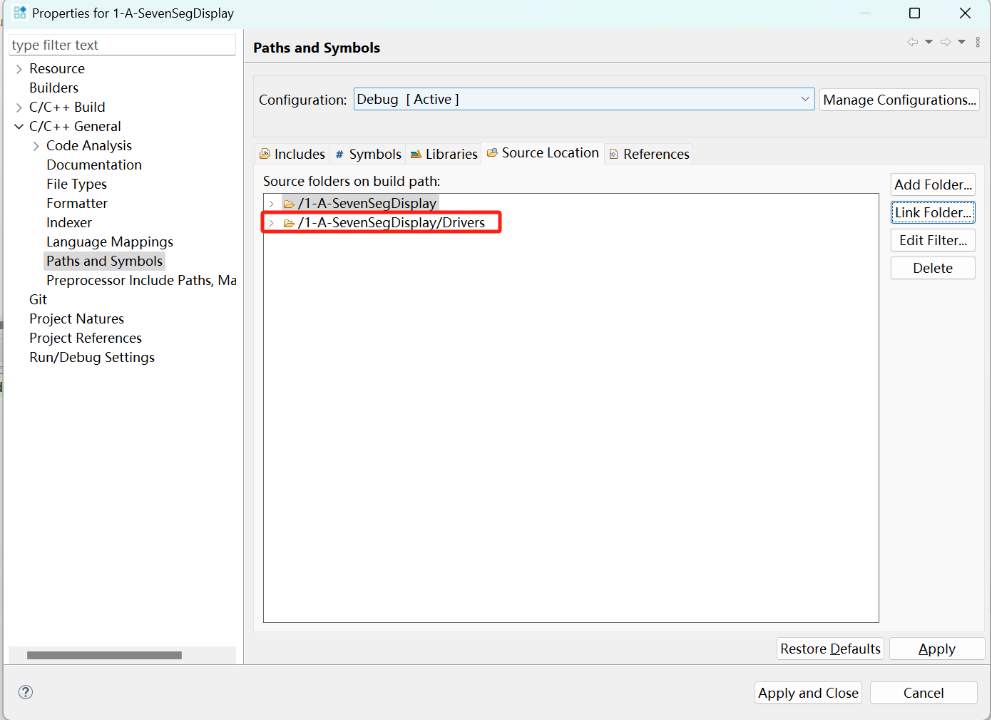 Properties for 1-A-SevenSegDisplay
type filter text
Resource
Builders
C/C++ Build
C/C++ General
Code Analysis
Documentation
File Types
Formatter
Indexer
Language Mappings
Paths and Symbols
Preprocessor Include Paths, Ma
Git
Project Natures
Project References
Run/Debug Settings
Paths and Symbols
Configuration: Debug [ Active ] Manage Configurations...
Includes # Symbols Libraries Source Location References
Source folders on build path:
/1-A-SevenSegDisplay
/1-A-SevenSegDisplay/Drivers
Add Folder...
Link Folder...
Edit Filter...
Delete
Restore Defaults Apply
? Apply and Close Cancel